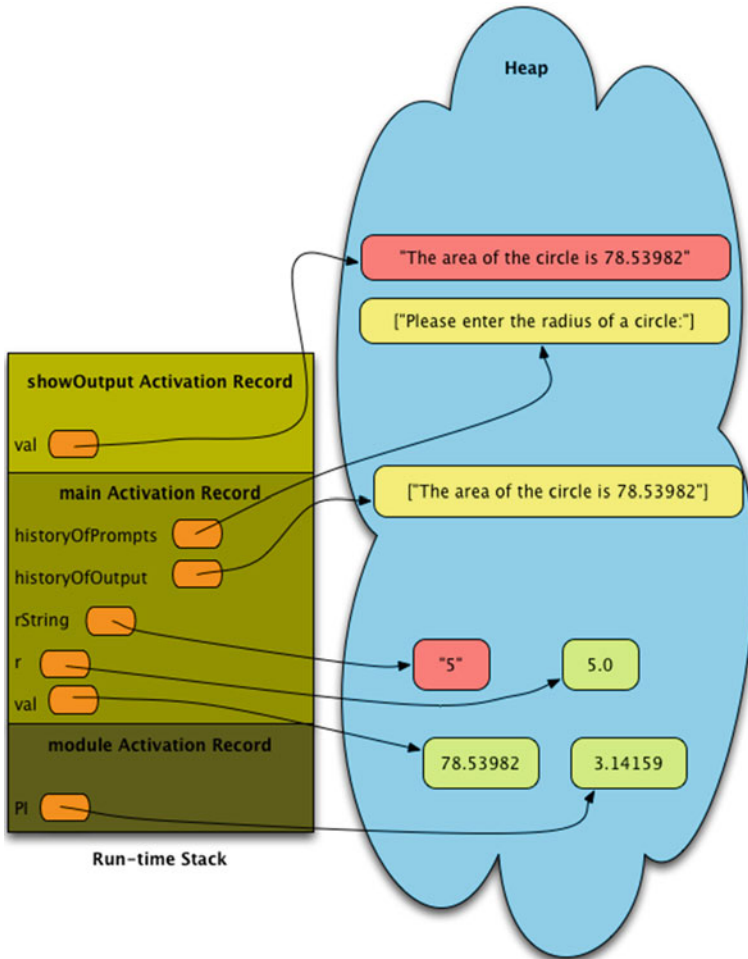 Heap
"The area of the circle is 78.53982"
["Please enter the radius of a circle:"]
showOutput Activation Record
val
main Activation Record
["The area of the circle is 78.53982"]
historyOfPrompts
historyOfOutput
rString
r
"5"
5.0
val
module Activation Record
78.53982
3.14159
PI
Run-time Stack